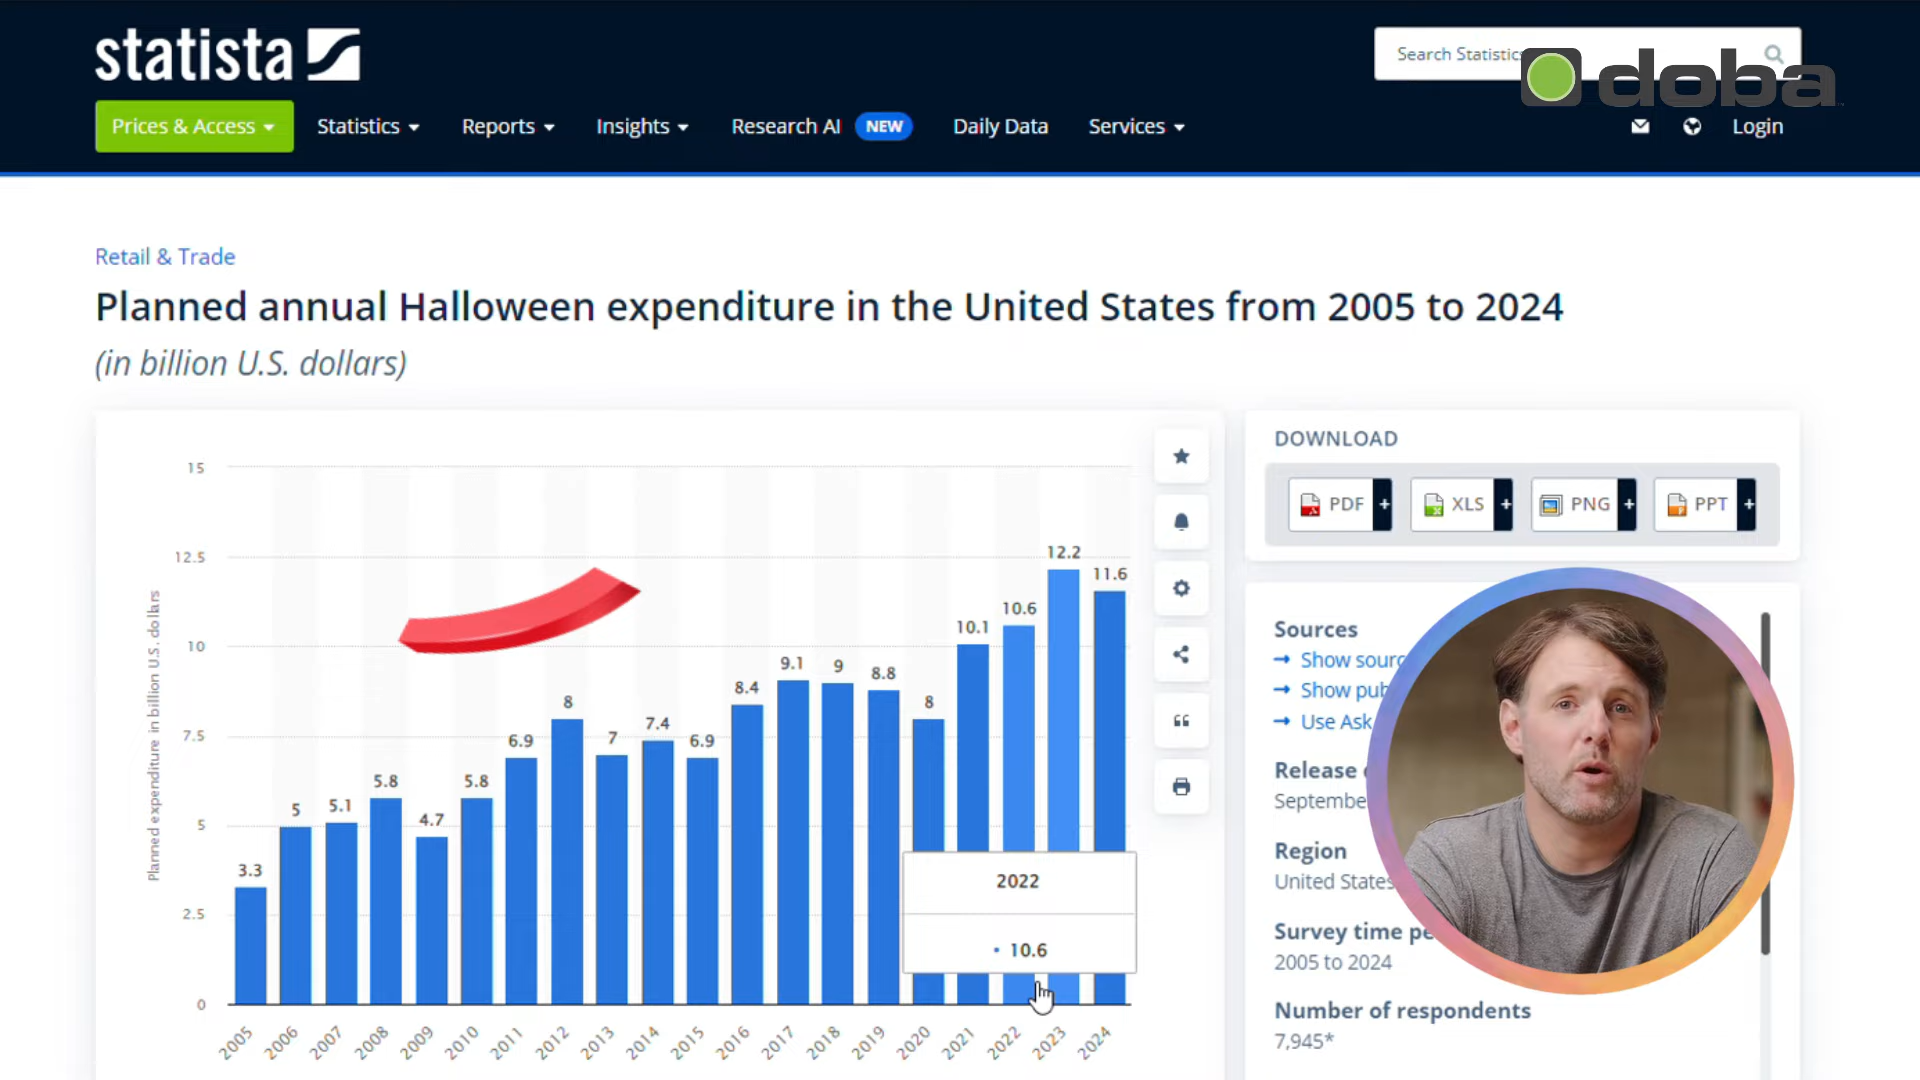 statista
Search Statistics
doba
Prices & Access
Statistics
Reports
Insights
Research AI NEW
Daily Data
Services
Login
Retail & Trade
Planned annual Halloween expenditure in the United States from 2005 to 2024
(in billion U.S. dollars)
DOWNLOAD
PDF +
XLS +
PNG +
PPT +
Planned expenditure in billion U.S. dollars
15
12.5
10
7.5
5
2.5
0
3.3
5
5.1
5.8
4.7
5.8
6.9
8
7
7.4
6.9
8.4
9.1
9
8.8
8
10.1
10.6
12.2
11.6
2022
10.6
2005
2006
2007
2008
2009
2010
2011
2012
2013
2014
2015
2016
2017
2018
2019
2020
2021
2022
2023
2024
Sources
Show
Show
Use Ask
Release
Region
United States
Survey time
2005 to 2024
Number of respondents
7,945*